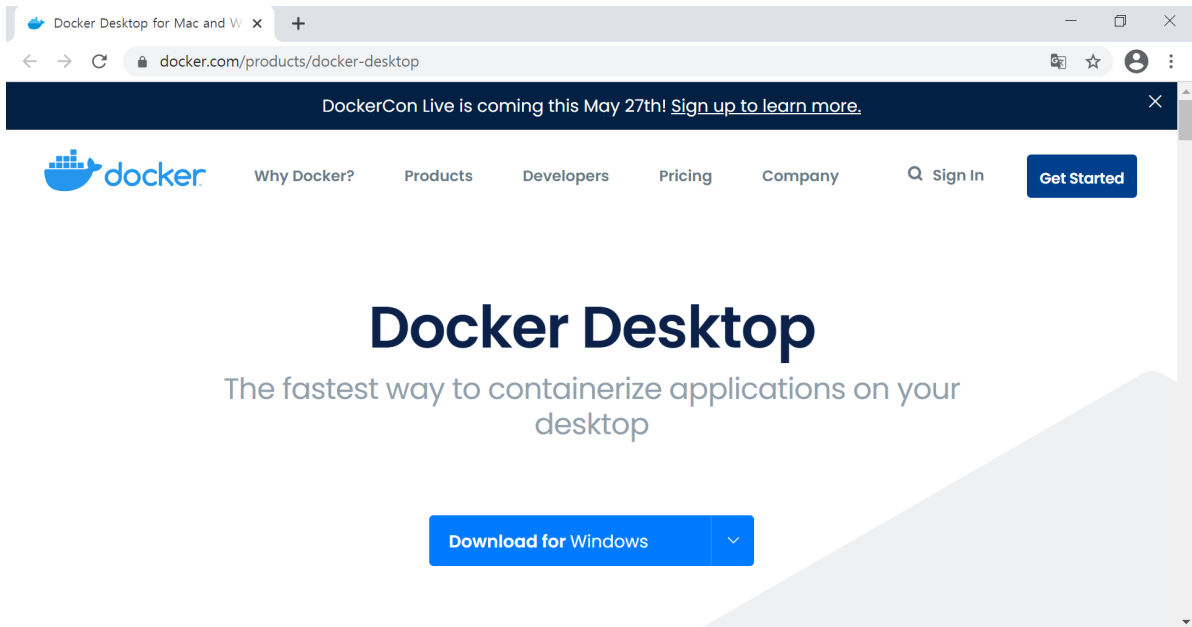 Docker Desktop for Mac and W
docker.com/products/docker-desktop
DockerCon Live is coming this May 27th! Sign up to learn more.
docker
Why Docker?
Products
Developers
Pricing
Company
Sign In
Get Started
Docker Desktop
The fastest way to containerize applications on your
desktop
Download for Windows